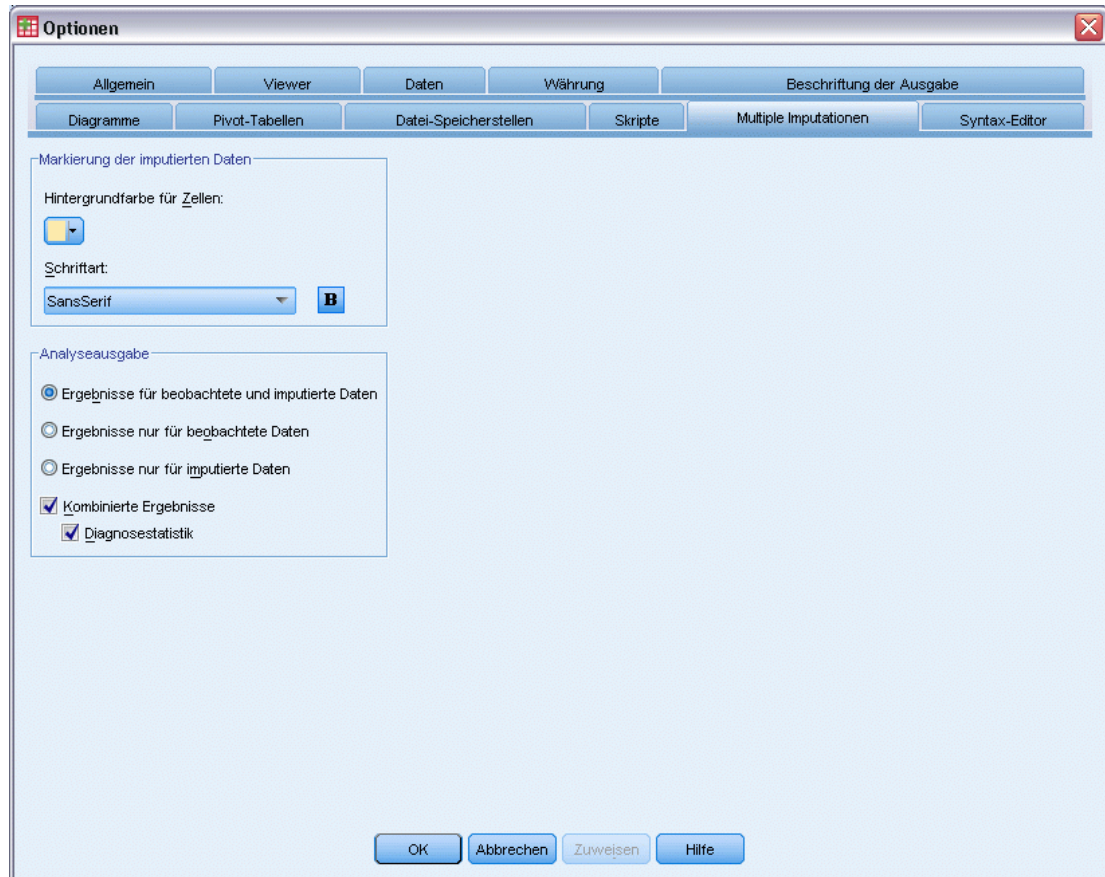 Optionen
Allgemein Viewer Daten Währung Beschriftung der Ausgabe
Diagramme Pivot-Tabellen Datei-Speicherstellen Skripte Multiple Imputationen Syntax-Editor
Markierung der imputierten Daten
Hintergrundfarbe für Zellen:
Schriftart:
SansSerif B
Analyseausgabe
Ergebnisse für beobachtete und imputierte Daten
Ergebnisse nur für beobachtete Daten
Ergebnisse nur für imputierte Daten
Kombinierte Ergebnisse
Diagnosestatistik
OK Abbrechen Zuweisen Hilfe